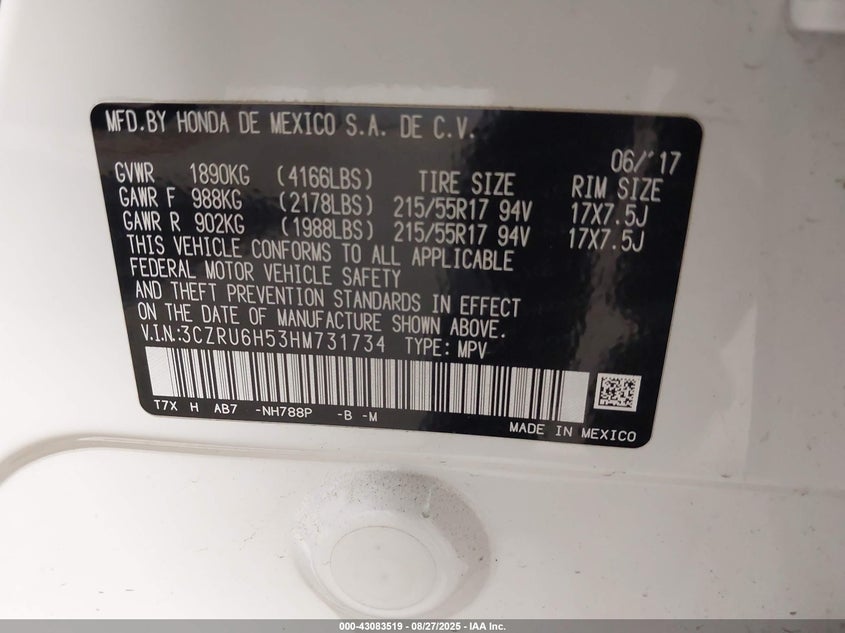 MFD.BY HONDA DE MEXICO S.A. DE C.V.
06/'17
GVWR 1890KG (4166LBS) TIRE SIZE RIM SIZE
GAWR F 988KG (2178LBS) 215/55R17 94V 17X7.5J
GAWR R 902KG (1988LBS) 215/55R17 94V 17X7.5J
THIS VEHICLE CONFORMS TO ALL APPLICABLE
FEDERAL MOTOR VEHICLE SAFETY
AND THEFT PREVENTION STANDARDS IN EFFECT
ON THE DATE OF MANUFACTURE SHOWN ABOVE.
V.I.N:3CZRU6H53HM731734 TYPE: MPV
T7X H AB7 -NH788P -B -M
MADE IN MEXICO
000-43083519 - 08/27/2025 - IAA Inc.